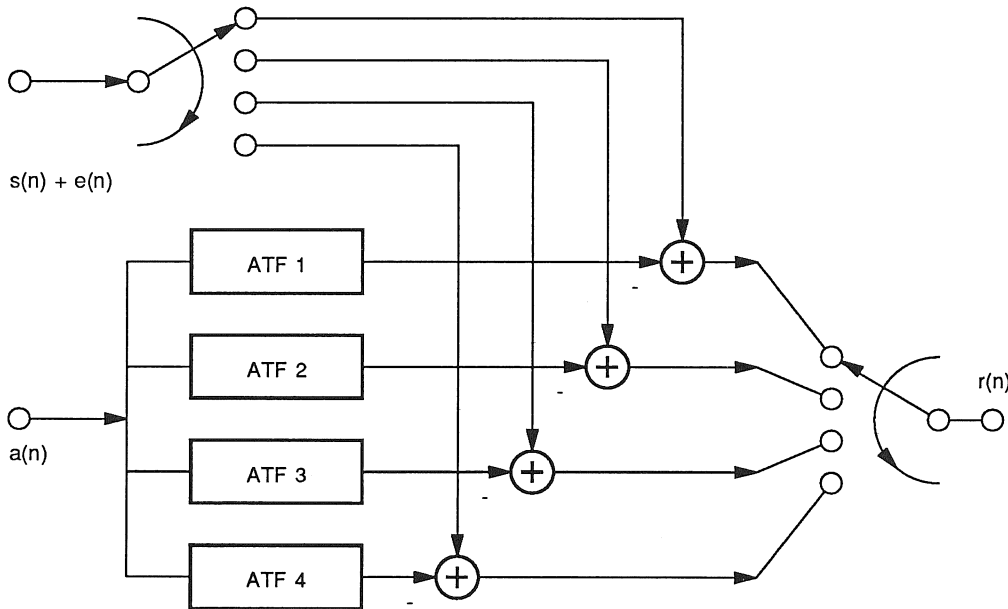 s(n) + e(n)
ATF 1
+
-
ATF 2
+
-
r(n)
a(n)
ATF 3
+
-
ATF 4
+
-